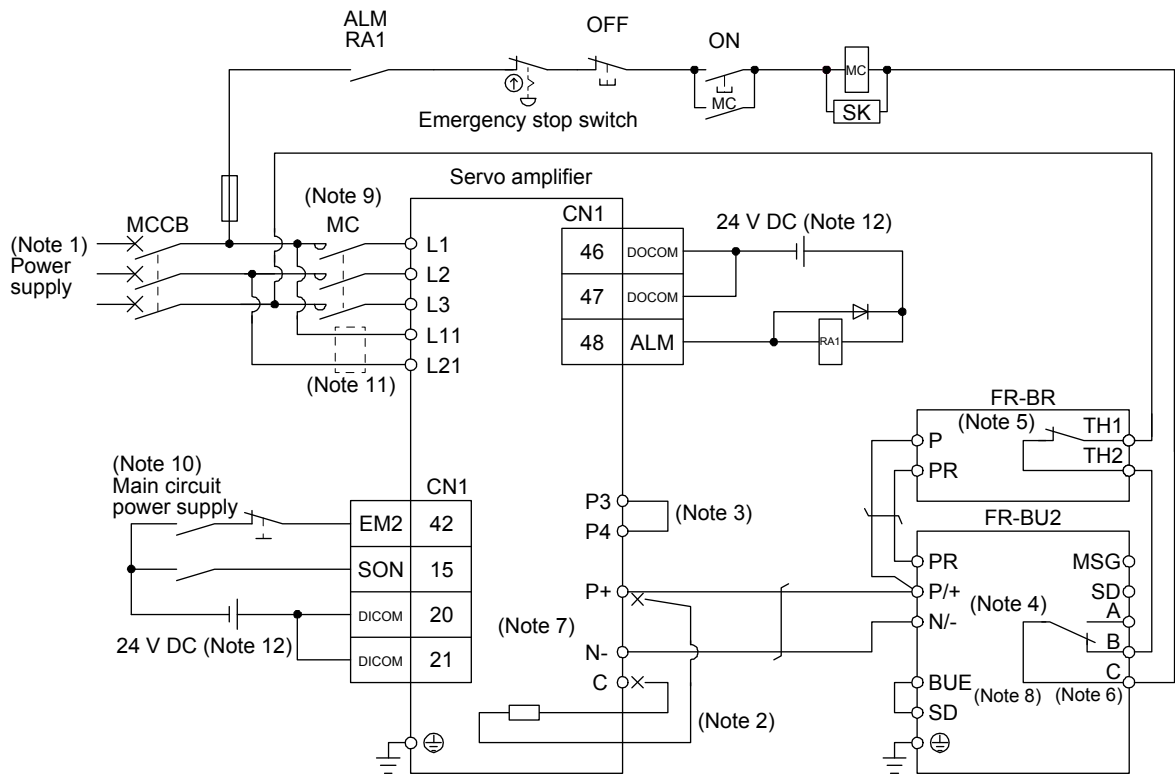 ALM
RA1
OFF
ON
MC
MC
SK
Emergency stop switch
Servo amplifier
(Note 9)
MCCB
MC
(Note 1)
Power
supply
L1
L2
L3
L11
L21
(Note 11)
CN1
46 DOCOM
47 DOCOM
48 ALM
24 V DC (Note 12)
RA1
FR-BR
(Note 5)
P
PR
TH1
TH2
(Note 10)
Main circuit
power supply
CN1
EM2 42
SON 15
DICOM 20
DICOM 21
24 V DC (Note 12)
P3
P4
(Note 3)
P+
(Note 7)
N-
C
(Note 2)
FR-BU2
PR
P/+
N/-
BUE
SD
MSG
SD
(Note 4)
A
B
C
(Note 8)
(Note 6)